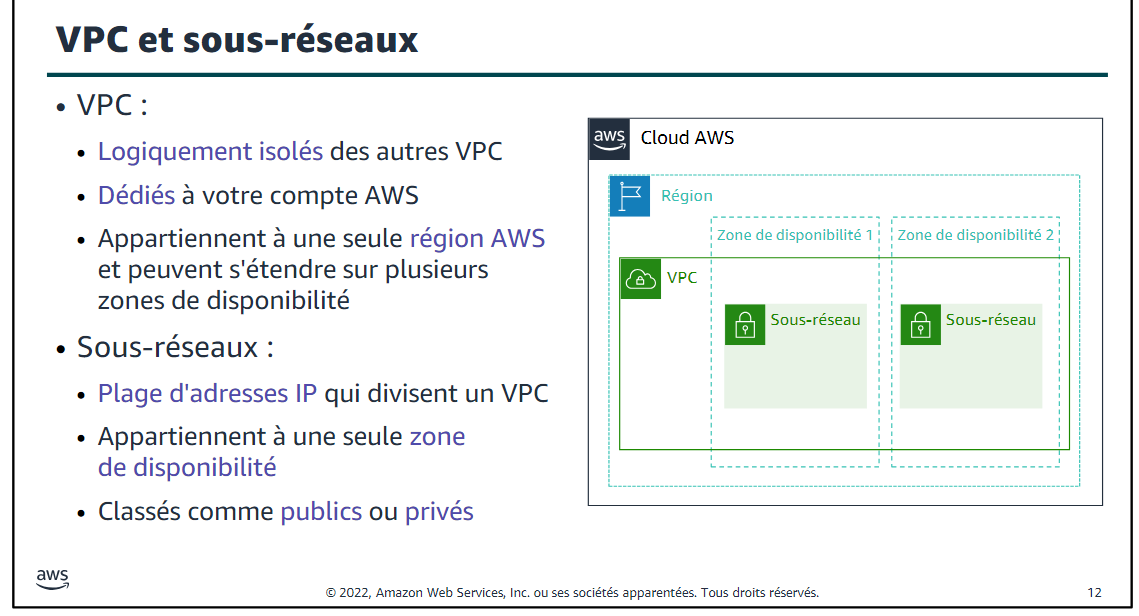 VPC et sous-réseaux
• VPC :
• Logiquement isolés des autres VPC
• Dédiés à votre compte AWS
• Appartiennent à une seule région AWS
et peuvent s'étendre sur plusieurs
zones de disponibilité
• Sous-réseaux :
• Plage d'adresses IP qui divisent un VPC
• Appartiennent à une seule zone
de disponibilité
• Classés comme publics ou privés
aws
Cloud AWS
Région
Zone de disponibilité 1
Zone de disponibilité 2
VPC
Sous-réseau
Sous-réseau
aws
© 2022, Amazon Web Services, Inc. ou ses sociétés apparentées. Tous droits réservés.
12